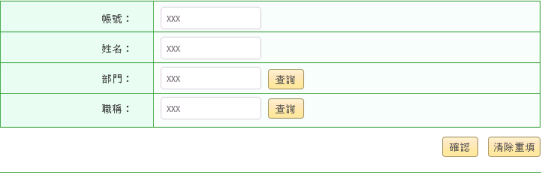 帳號： xxx
姓名： xxx
部門： xxx 查詢
職稱： xxx 查詢
確認 清除重填